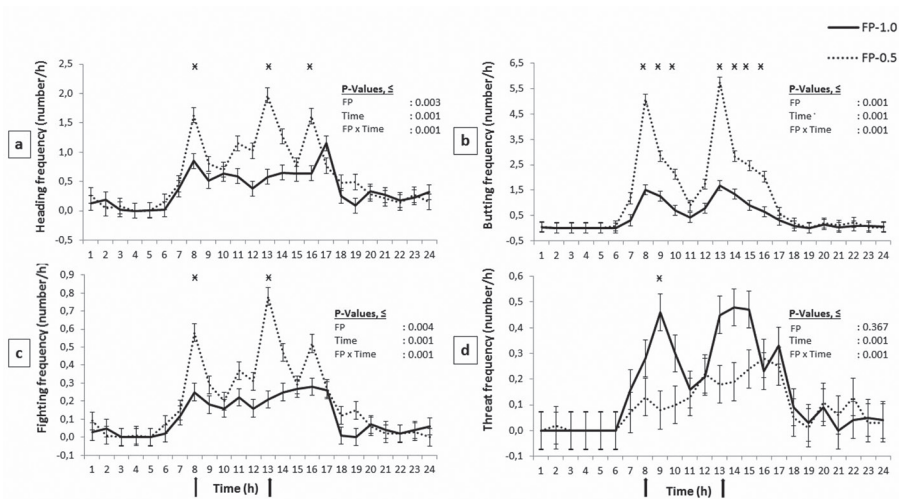 FP-1.0
FP-0.5
a
Heading frequency (number/h)
2,5
2,0
1,5
1,0
0,5
0,0
-0,5
P-Values, ≤
FP : 0.003
Time : 0.001
FP x Time : 0.001
1 2 3 4 5 6 7 8 9 10 11 12 13 14 15 16 17 18 19 20 21 22 23 24
b
Butting frequency (number/h)
6,5
5,5
4,5
3,5
2,5
1,5
0,5
-0,5
P-Values, ≤
FP : 0.001
Time : 0.001
FP x Time : 0.001
1 2 3 4 5 6 7 8 9 10 11 12 13 14 15 16 17 18 19 20 21 22 23 24
c
Fighting frequency (number/h)
0,9
0,8
0,7
0,6
0,5
0,4
0,3
0,2
0,1
0,0
-0,1
P-Values, ≤
FP : 0.004
Time : 0.001
FP x Time : 0.001
1 2 3 4 5 6 7 8 9 10 11 12 13 14 15 16 17 18 19 20 21 22 23 24
Time (h)
d
Threat frequency (number/h)
0,6
0,5
0,4
0,3
0,2
0,1
0,0
-0,1
P-Values, ≤
FP : 0.367
Time : 0.001
FP x Time : 0.001
1 2 3 4 5 6 7 8 9 10 11 12 13 14 15 16 17 18 19 20 21 22 23 24
Time (h)